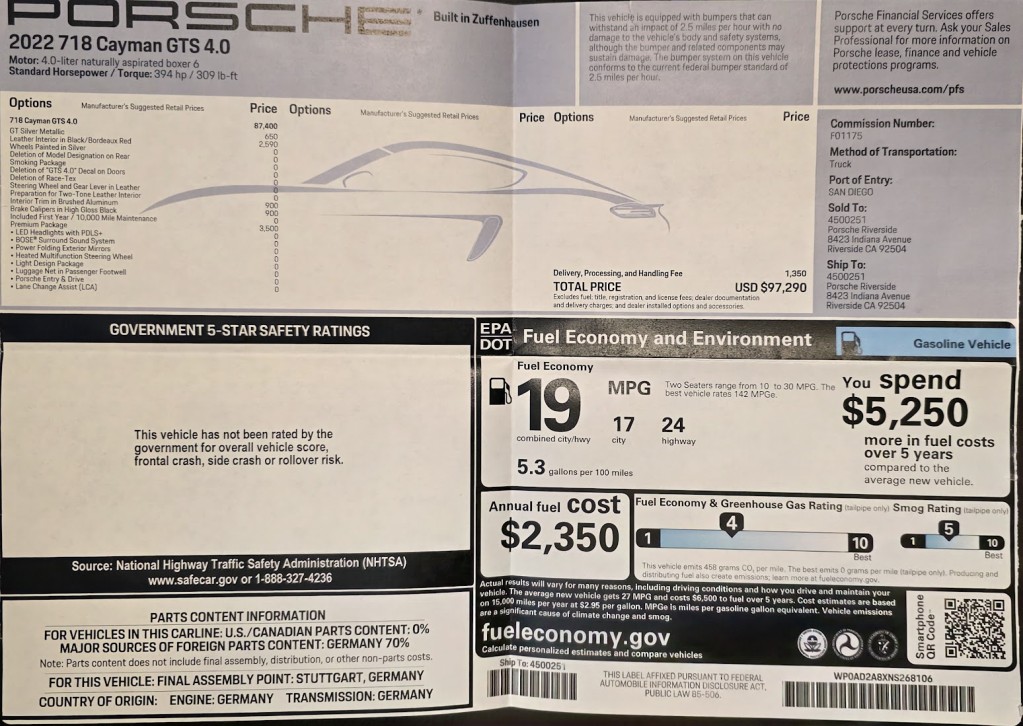 PORSCHE
Built in Zuffenhausen
2022 718 Cayman GTS 4.0
Motor: 4.0-liter naturally aspirated boxer 6
Standard Horsepower / Torque: 394 hp / 309 lb-ft
This vehicle is equipped with bumpers that can
withstand an impact of 2.5 miles per hour with no
damage to the vehicle's body and safety systems,
although the bumper and related components may
sustain damage. The bumper system on this vehicle
conforms to the current federal bumper standard of
2.5 miles per hour.
Porsche Financial Services offers
support at every turn. Ask your Sales
Professional for more information on
Porsche lease, finance and vehicle
protections programs.
www.porscheusa.com/pfs
Options Manufacturer's Suggested Retail Prices Price Options Manufacturer's Suggested Retail Prices Price Options Manufacturer's Suggested Retail Prices Price
718 Cayman GTS 4.0 87,400
GT Silver Metallic 650
Leather Interior in Black/Bordeaux Red 2,590
Wheels Painted in Silver 0
Deletion of Model Designation on Rear 0
Smoking Package 0
Deletion of "GTS 4.0" Decal on Doors 0
Deletion of Race-Tex 0
Steering Wheel and Gear Lever in Leather 0
Preparation for Two-Tone Leather Interior 0
Interior Trim in Brushed Aluminum 900
Brake Calipers in High Gloss Black 900
Included First Year / 10,000 Mile Maintenance 0
Premium Package 3,500
• LED Headlights with PDLS+ 0
• BOSE® Surround Sound System 0
• Power Folding Exterior Mirrors 0
• Heated Multifunction Steering Wheel 0
• Light Design Package 0
• Luggage Net in Passenger Footwell 0
• Porsche Entry & Drive 0
• Lane Change Assist (LCA) 0
Delivery, Processing, and Handling Fee 1,350
TOTAL PRICE USD $97,290
Excludes fuel; title, registration, and license fees; dealer documentation
and delivery charges; and dealer installed options and accessories.
Commission Number:
F01175
Method of Transportation:
Truck
Port of Entry:
SAN DIEGO
Sold To:
4500251
Porsche Riverside
8423 Indiana Avenue
Riverside CA 92504
Ship To:
4500251
Porsche Riverside
8423 Indiana Avenue
Riverside CA 92504
GOVERNMENT 5-STAR SAFETY RATINGS
This vehicle has not been rated by the
government for overall vehicle score,
frontal crash, side crash or rollover risk.
Source: National Highway Traffic Safety Administration (NHTSA)
www.safecar.gov or 1-888-327-4236
PARTS CONTENT INFORMATION
FOR VEHICLES IN THIS CARLINE: U.S./CANADIAN PARTS CONTENT: 0%
MAJOR SOURCES OF FOREIGN PARTS CONTENT: GERMANY 70%
Note: Parts content does not include final assembly, distribution, or other non-parts costs.
FOR THIS VEHICLE: FINAL ASSEMBLY POINT: STUTTGART, GERMANY
COUNTRY OF ORIGIN: ENGINE: GERMANY TRANSMISSION: GERMANY
EPA
DOT
Fuel Economy and Environment
Gasoline Vehicle
Fuel Economy
19 MPG
combined city/hwy
17 24
city highway
5.3 gallons per 100 miles
Two Seaters range from 10 to 30 MPG. The
best vehicle rates 142 MPGe.
You spend
$5,250
more in fuel costs
over 5 years
compared to the
average new vehicle.
Annual fuel cost
$2,350
Fuel Economy & Greenhouse Gas Rating (tailpipe only)
4
1 10
Best
Smog Rating (tailpipe only)
5
1 10
Best
This vehicle emits 458 grams CO₂ per mile. The best emits 0 grams per mile (tailpipe only). Producing and
distributing fuel also create emissions; learn more at fueleconomy.gov.
Actual results will vary for many reasons, including driving conditions and how you drive and maintain your
vehicle. The average new vehicle gets 27 MPG and costs $6,500 to fuel over 5 years. Cost estimates are based
on 15,000 miles per year at $2.95 per gallon. MPGe is miles per gasoline gallon equivalent. Vehicle emissions
are a significant cause of climate change and smog.
fueleconomy.gov
Calculate personalized estimates and compare vehicles
Smartphone
QR Code
Ship To: 4500251
THIS LABEL AFFIXED PURSUANT TO FEDERAL
AUTOMOBILE INFORMATION DISCLOSURE ACT,
PUBLIC LAW 85-506.
WP0AD2A8XNS268106